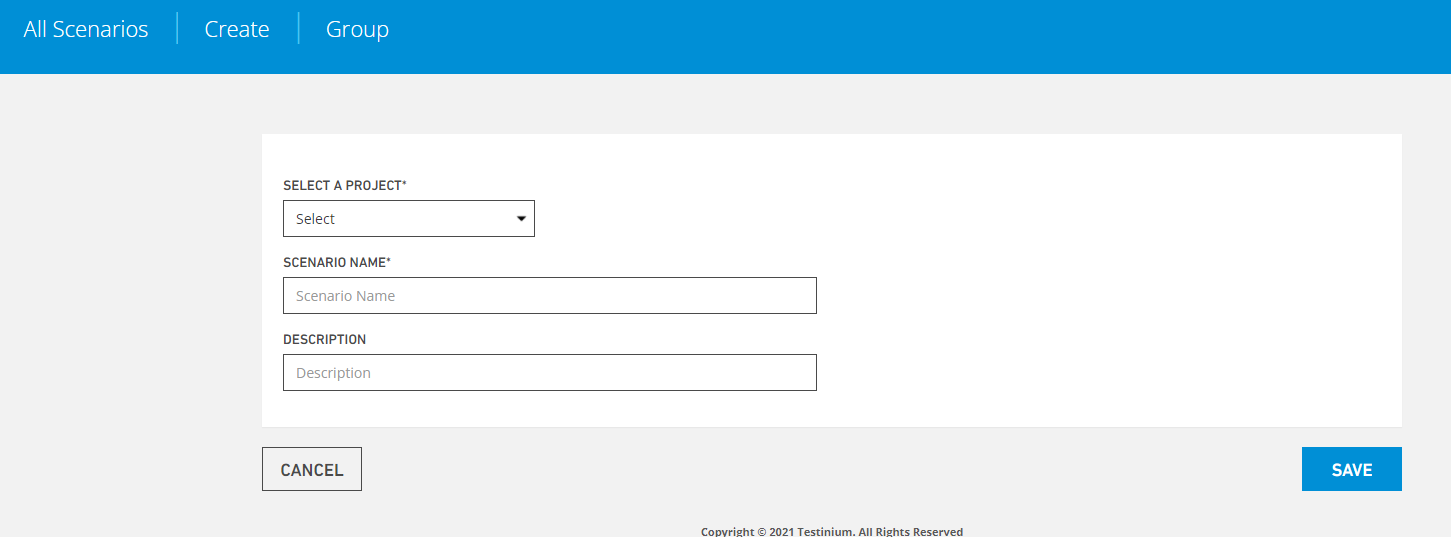 All Scenarios Create Group
SELECT A PROJECT*
Select
SCENARIO NAME*
Scenario Name
DESCRIPTION
Description
CANCEL SAVE
Copyright © 2021 Testinium. All Rights Reserved